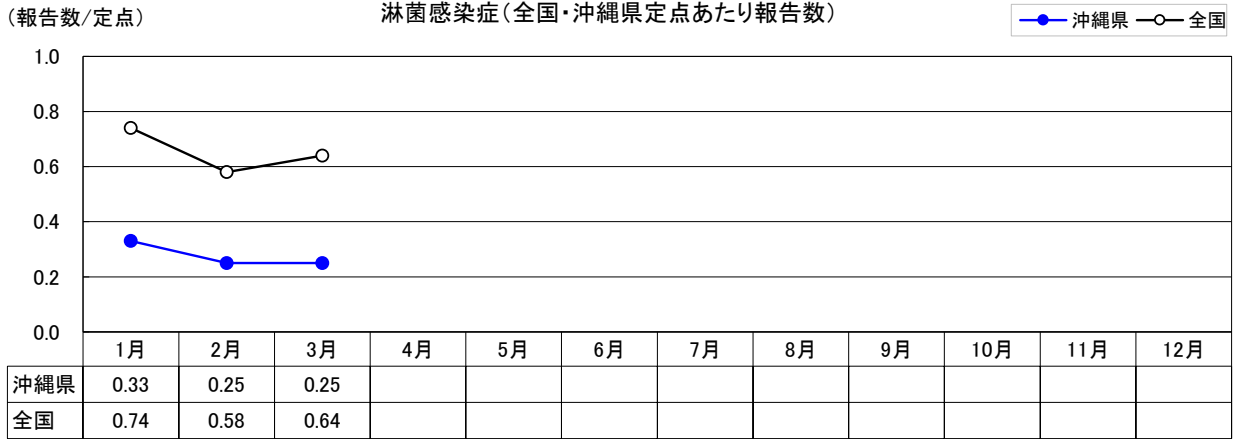 淋菌感染症(全国・沖縄県定点あたり報告数)
(報告数/定点)
沖縄県 全国
1.0
0.8
0.6
0.4
0.2
0.0
1月 2月 3月 4月 5月 6月 7月 8月 9月 10月 11月 12月
沖縄県 0.33 0.25 0.25
全国 0.74 0.58 0.64